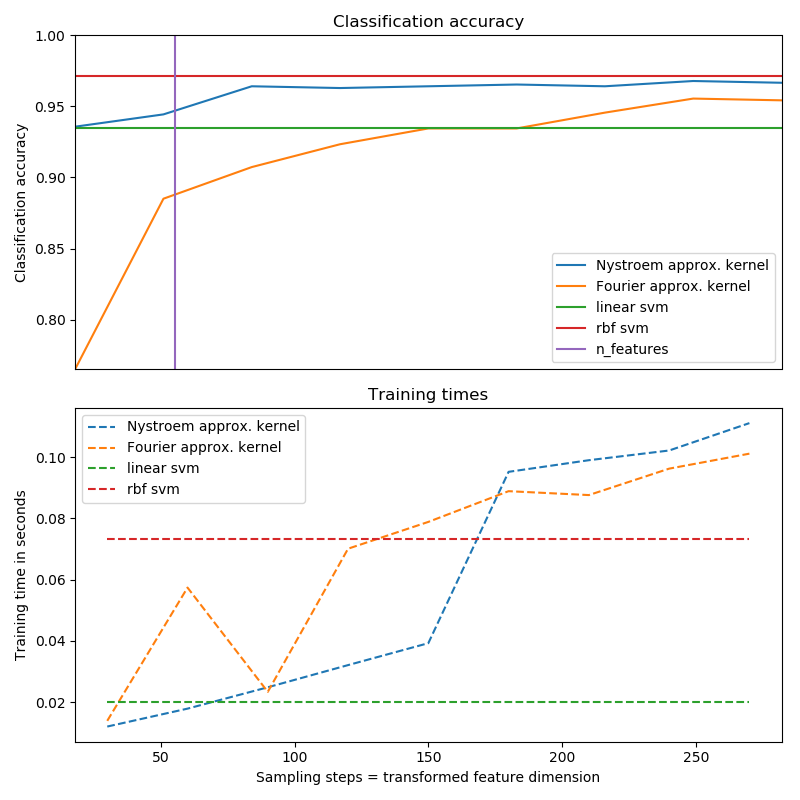 Classification accuracy
1.00
0.95
0.90
0.85
0.80
Classification accuracy
Nystroem approx. kernel
Fourier approx. kernel
linear svm
rbf svm
n_features
Training times
Nystroem approx. kernel
Fourier approx. kernel
linear svm
rbf svm
0.10
0.08
0.06
0.04
0.02
Training time in seconds
50
100
150
200
250
Sampling steps = transformed feature dimension